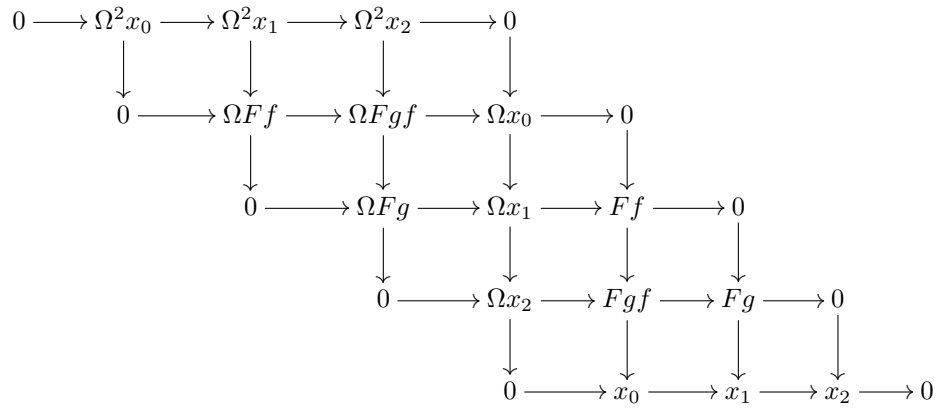 0 Ω²x₀ Ω²x₁ Ω²x₂ 0
0 ΩFf ΩFgf Ωx₀ 0
0 ΩFg Ωx₁ Ff 0
0 Ωx₂ Fgf Fg 0
0 x₀ x₁ x₂ 0